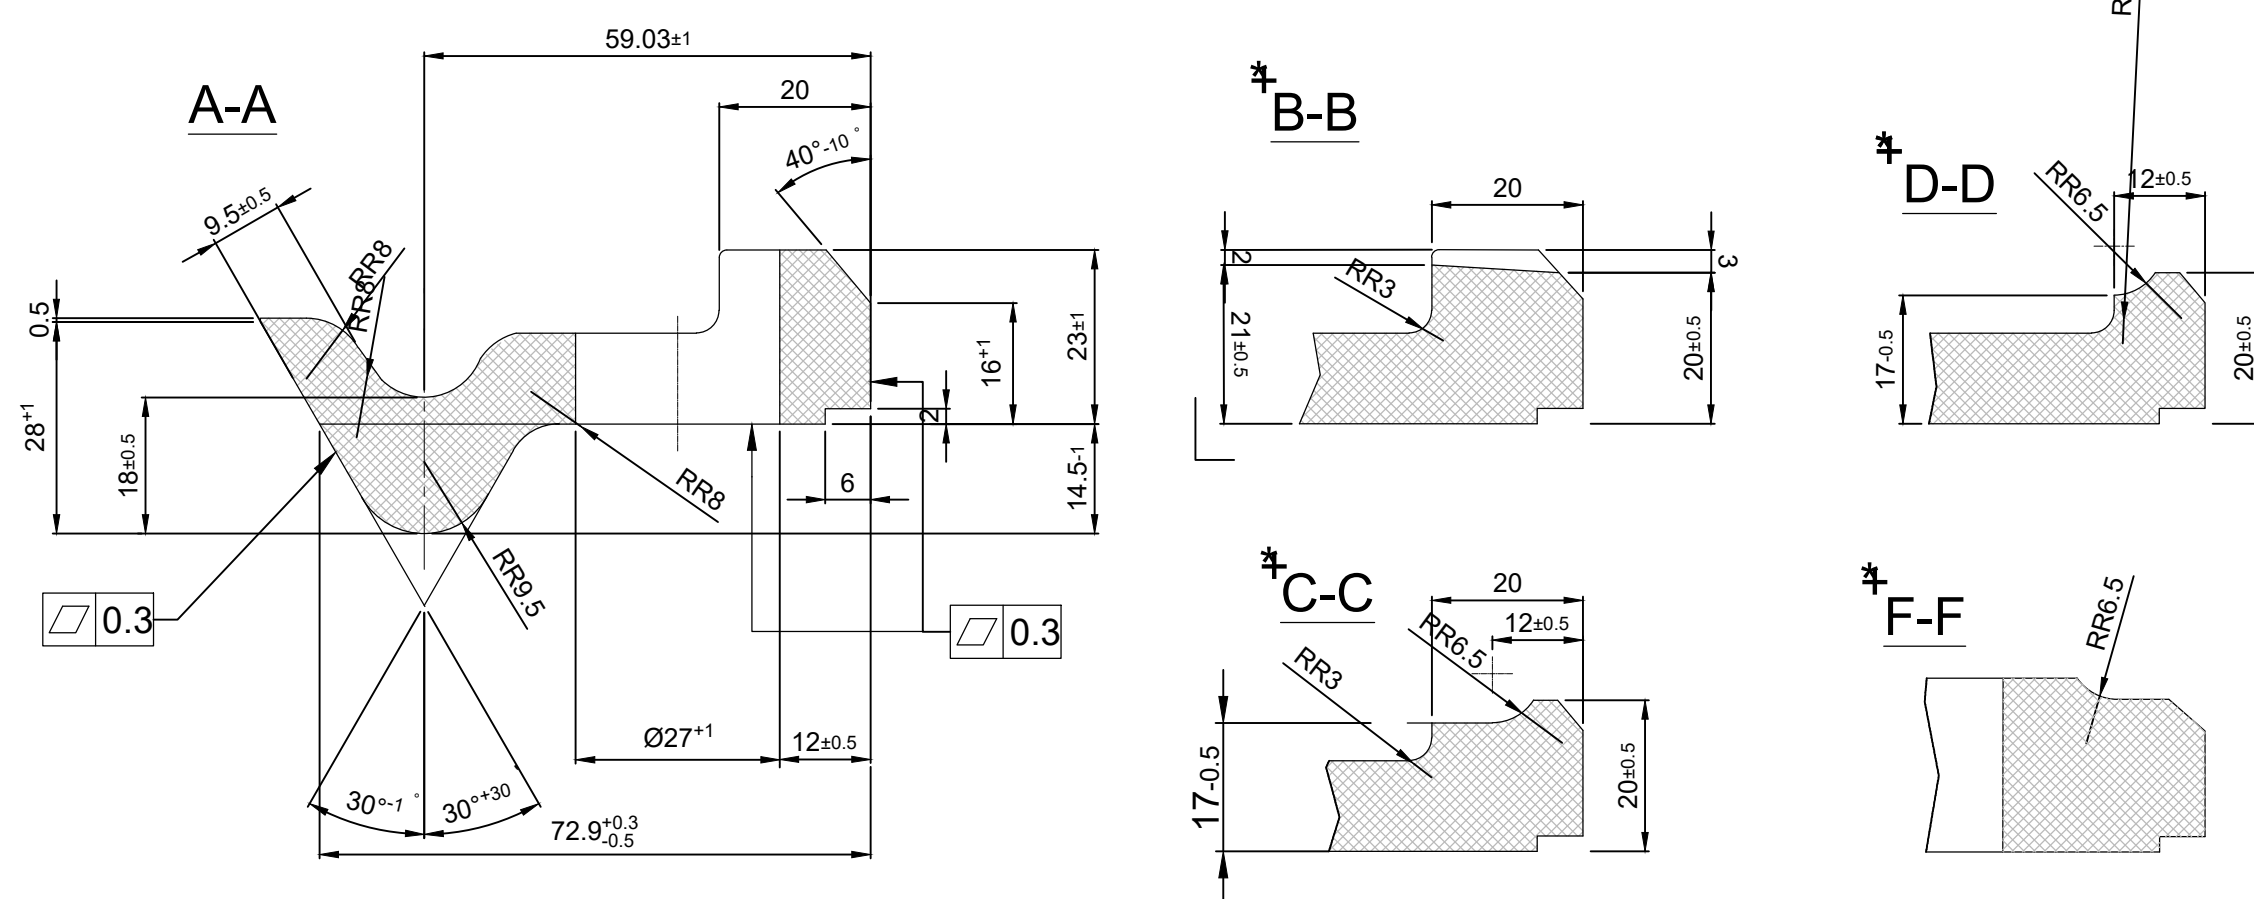 A-A
59.03±1
20
40°-10°
9.5±0.5
RR8
RR8
0.5
28+1
18±0.5
23±1
16+1
2
14.5-1
6
RR8
RR9.5
0.3
0.3
Ø27+1
12±0.5
30°-1°
30°+30
72.9+0.3
-0.5
*+
B-B
20
2
RR3
3
21±0.5
20±0.5
*+
C-C
20
12±0.5
RR6.5
RR3
17-0.5
20±0.5
R
*+
D-D
RR6.5
12±0.5
17-0.5
20±0.5
*+
F-F
RR6.5